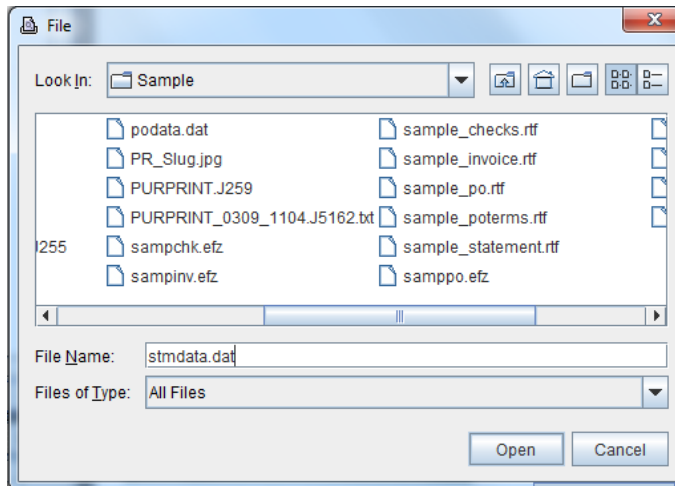 File
Look In: Sample
podata.dat
PR_Slug.jpg
PURPRINT.J259
PURPRINT_0309_1104.J5162.txt
J255 sampchk.efz
sampinv.efz
sample_checks.rtf
sample_invoice.rtf
sample_po.rtf
sample_poterms.rtf
sample_statement.rtf
samppo.efz
File Name: stmdata.dat
Files of Type: All Files
Open Cancel